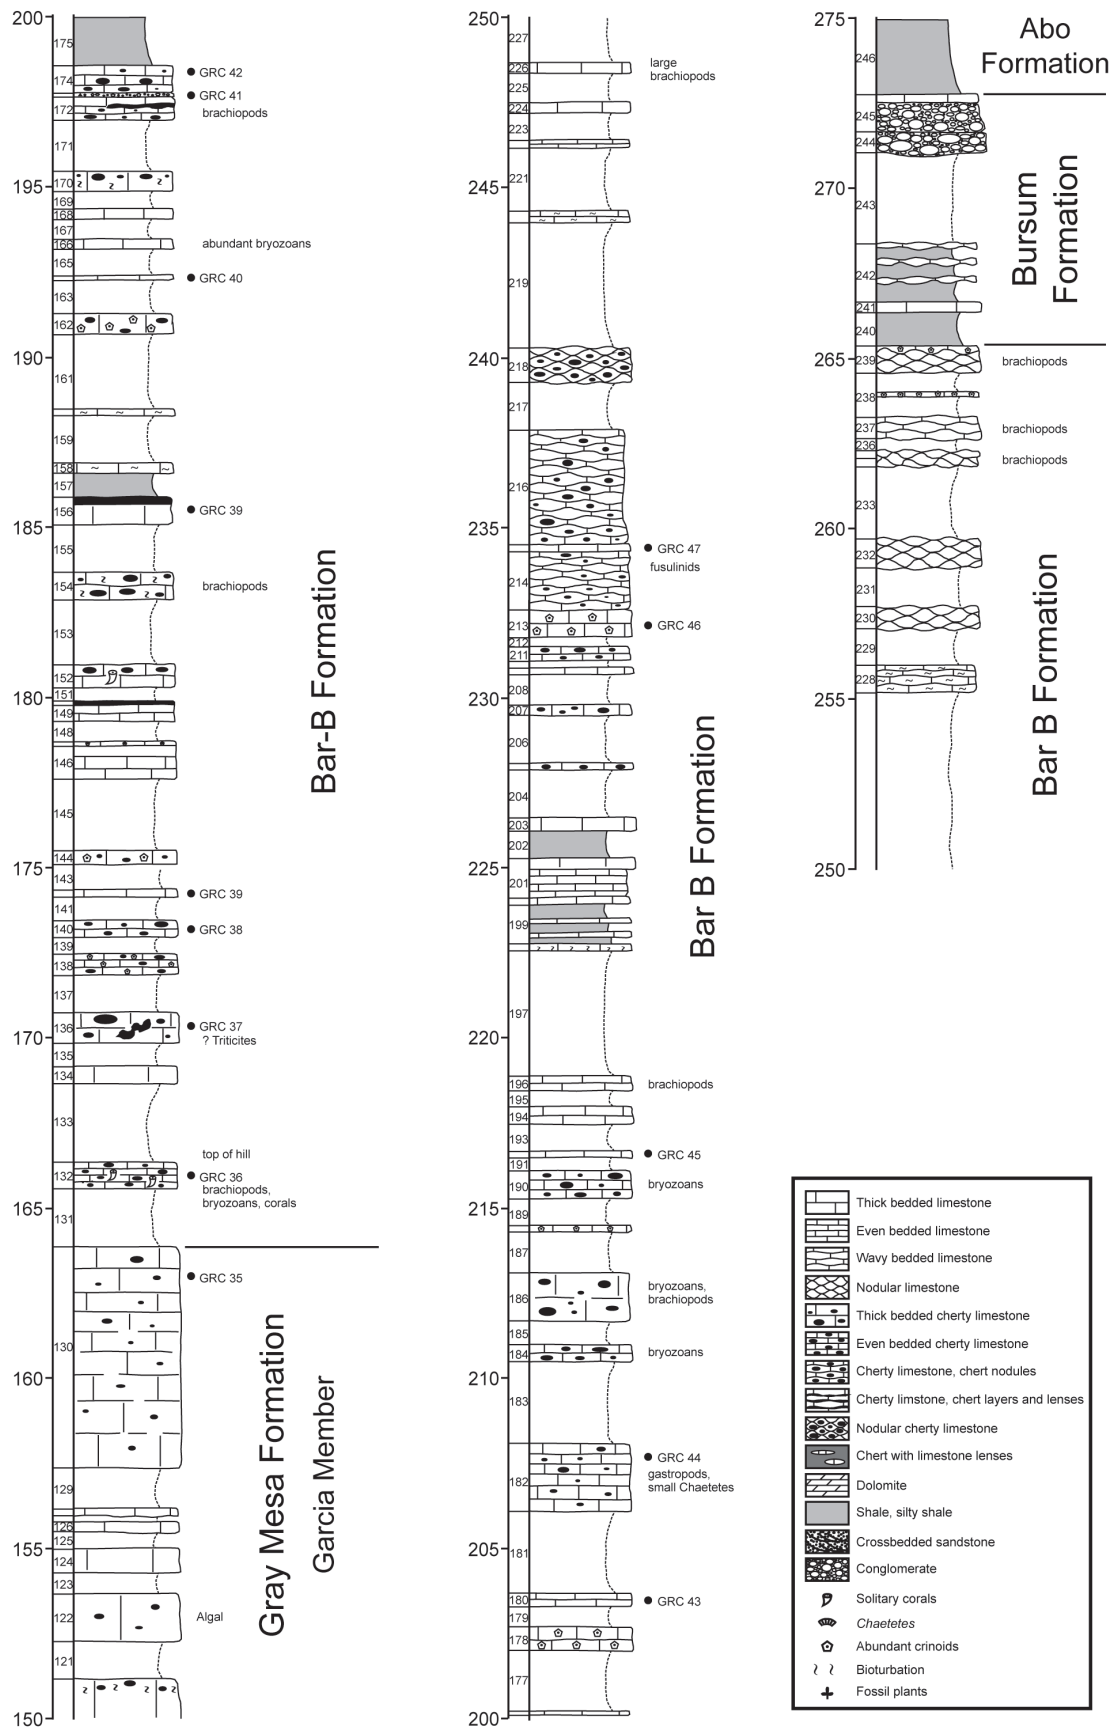 200
175
174
172
171
195
170
169
168
167
166
165
163
162
190
161
159
158
157
156
185
155
154
153
152
151
180
149
148
146
145
144
175
143
141
140
139
138
137
136
170
135
134
133
132
165
131
130
160
129
126
155
125
124
123
122
121
150
GRC 42
GRC 41
brachiopods
abundant bryozoans
GRC 40
GRC 39
brachiopods
GRC 39
GRC 38
GRC 37
? Triticites
top of hill
GRC 36
brachiopods,
bryozoans, corals
GRC 35
Algal
Bar-B Formation
Gray Mesa Formation
Garcia Member
250
227
226
225
224
223
221
245
219
240
218
217
216
235
214
213
212
211
208
230
207
206
204
203
202
225
201
199
197
220
196
195
194
193
191
190
215
189
187
186
185
184
210
183
182
205
181
180
179
178
177
200
large
brachiopods
GRC 47
fusulinids
GRC 46
brachiopods
GRC 45
bryozoans
bryozoans,
brachiopods
bryozoans
GRC 44
gastropods,
small Chaetetes
GRC 43
Bar B Formation
275
246
245
244
270
243
242
241
240
265
239
238
237
236
233
260
232
231
230
229
228
255
250
brachiopods
brachiopods
brachiopods
Abo
Formation
Bursum
Formation
Bar B Formation
Thick bedded limestone
Even bedded limestone
Wavy bedded limestone
Nodular limestone
Thick bedded cherty limestone
Even bedded cherty limestone
Cherty limestone, chert nodules
Cherty limstone, chert layers and lenses
Nodular cherty limestone
Chert with limestone lenses
Dolomite
Shale, silty shale
Crossbedded sandstone
Conglomerate
Solitary corals
Chaetetes
Abundant crinoids
Bioturbation
Fossil plants